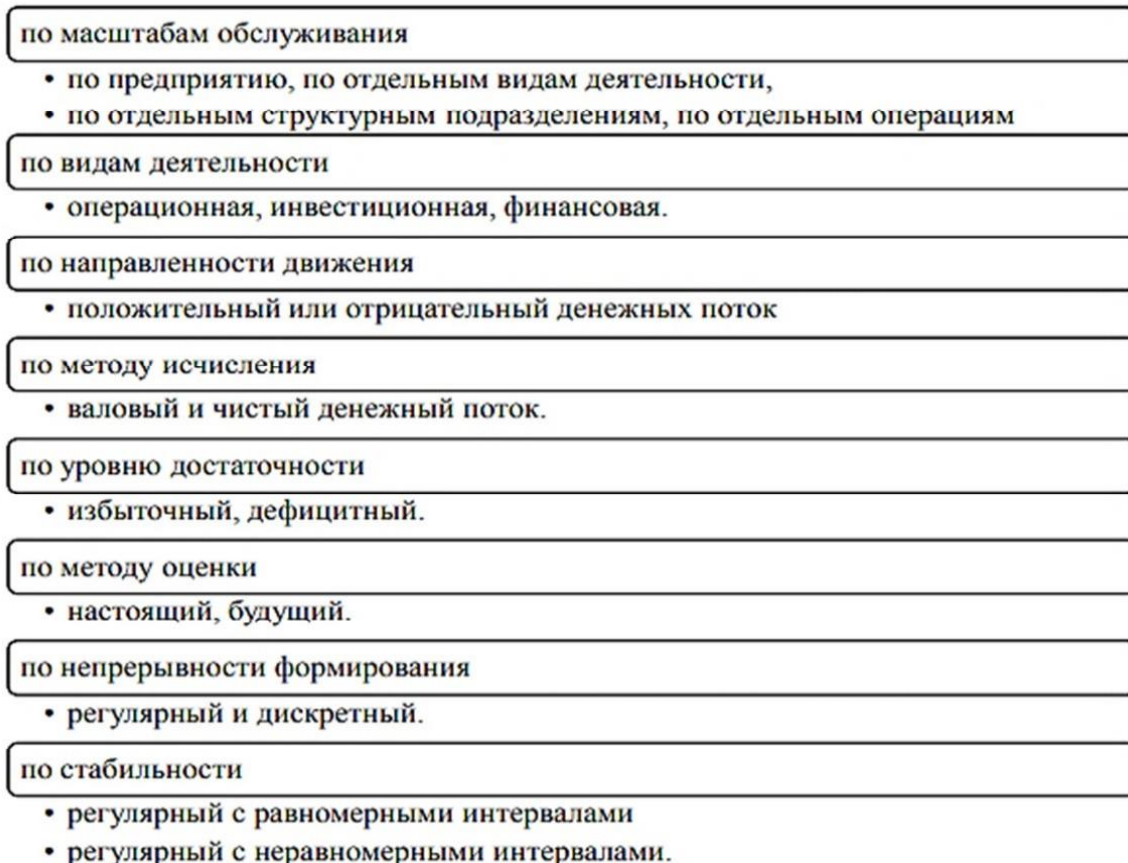 по масштабам обслуживания
• по предприятию, по отдельным видам деятельности,
• по отдельным структурным подразделениям, по отдельным операциям
по видам деятельности
• операционная, инвестиционная, финансовая.
по направленности движения
• положительный или отрицательный денежных поток
по методу исчисления
• валовый и чистый денежный поток.
по уровню достаточности
• избыточный, дефицитный.
по методу оценки
• настоящий, будущий.
по непрерывности формирования
• регулярный и дискретный.
по стабильности
• регулярный с равномерными интервалами
• регулярный с неравномерными интервалами.